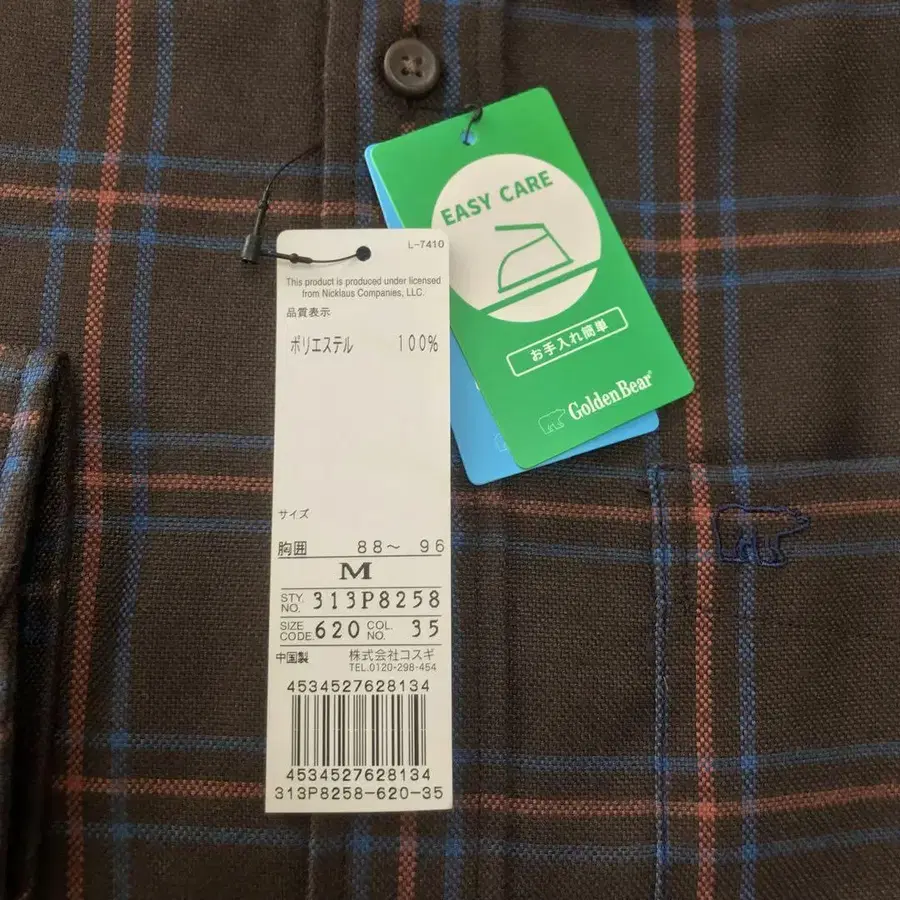 L-7410
This product is produced under licensed
from Nicklaus Companies, LLC.
品質表示
ポリエステル 100%
サイズ
胸囲 88～ 96
M
STY. NO. 313P8258
SIZE CODE. 620 COL. NO. 35
中国製 株式会社コスギ
TEL.0120-298-464
4534527628134
4534527628134
313P8258-620-35
EASY CARE
お手入れ簡単
GoldenBear®